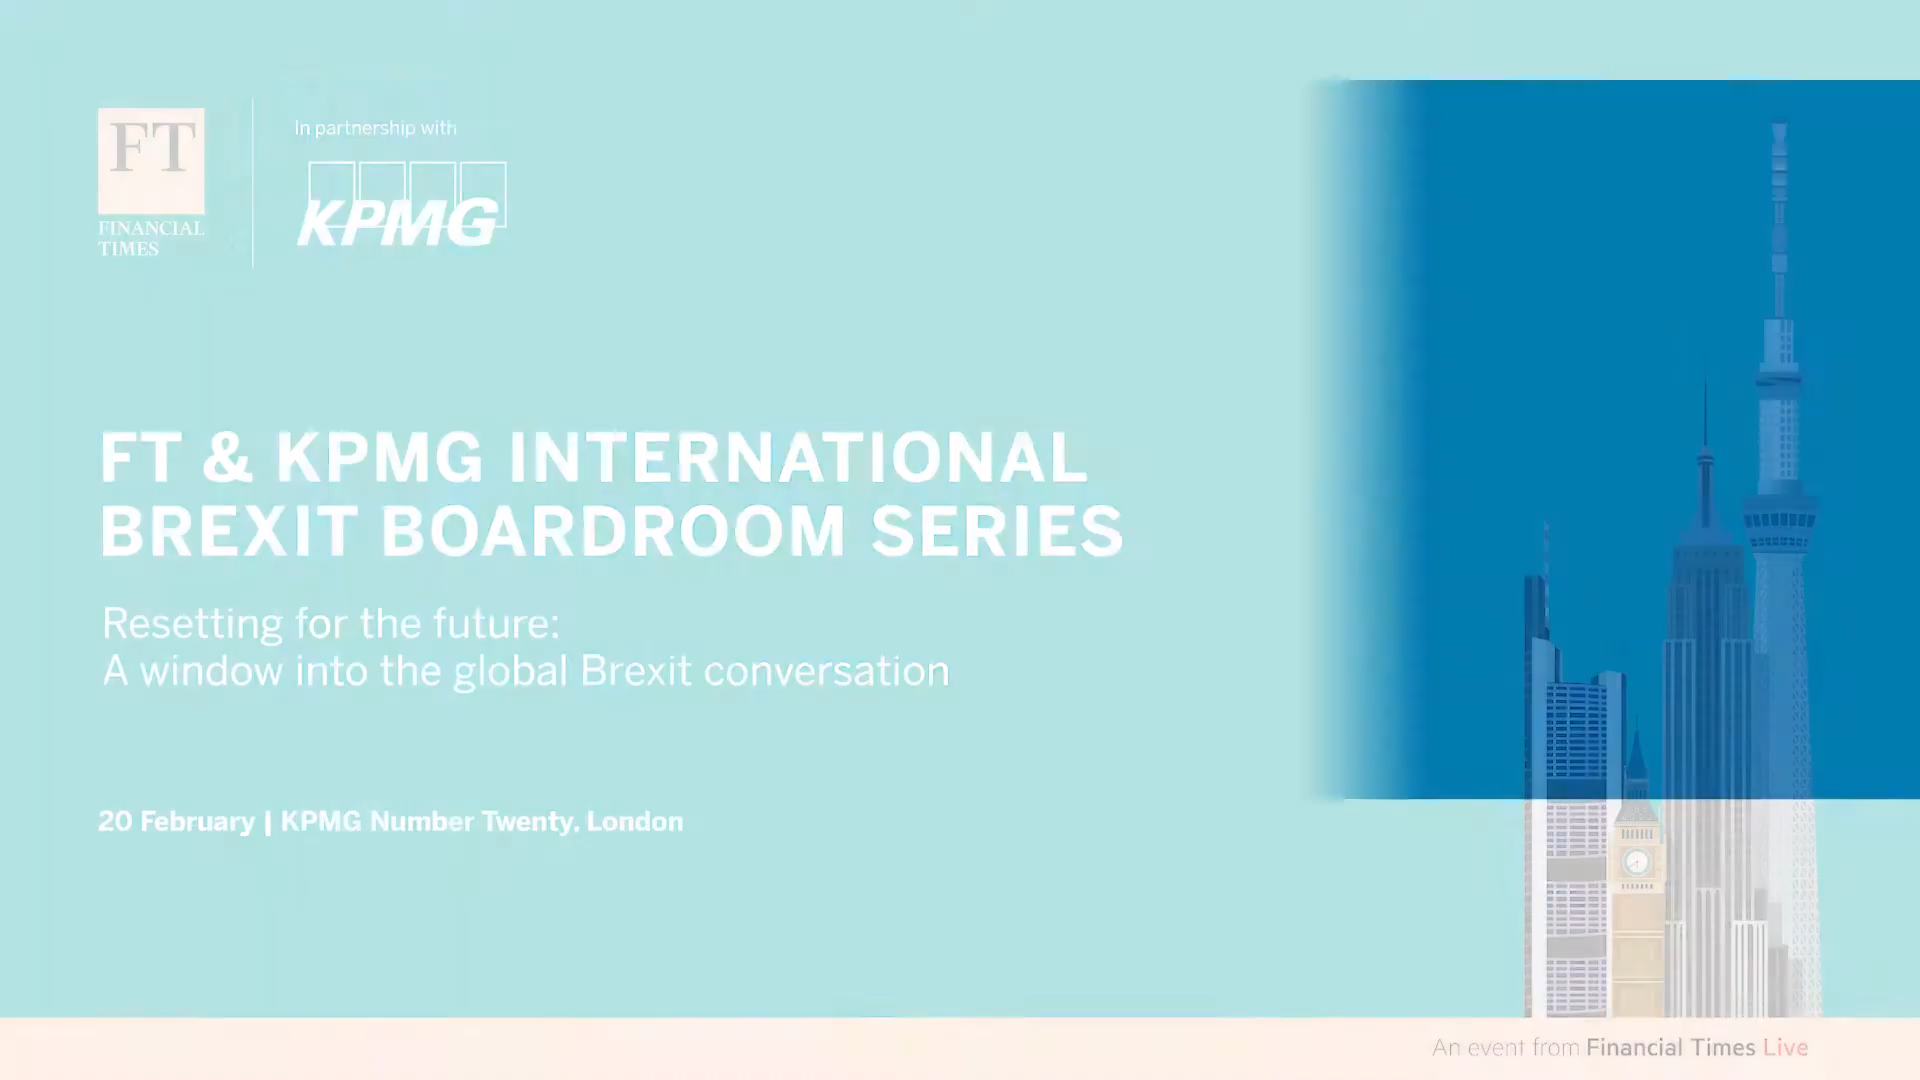 FT
FINANCIAL
TIMES
In partnership with
KPMG
FT & KPMG INTERNATIONAL
BREXIT BOARDROOM SERIES
Resetting for the future:
A window into the global Brexit conversation
20 February | KPMG Number Twenty, London
An event from Financial Times Live